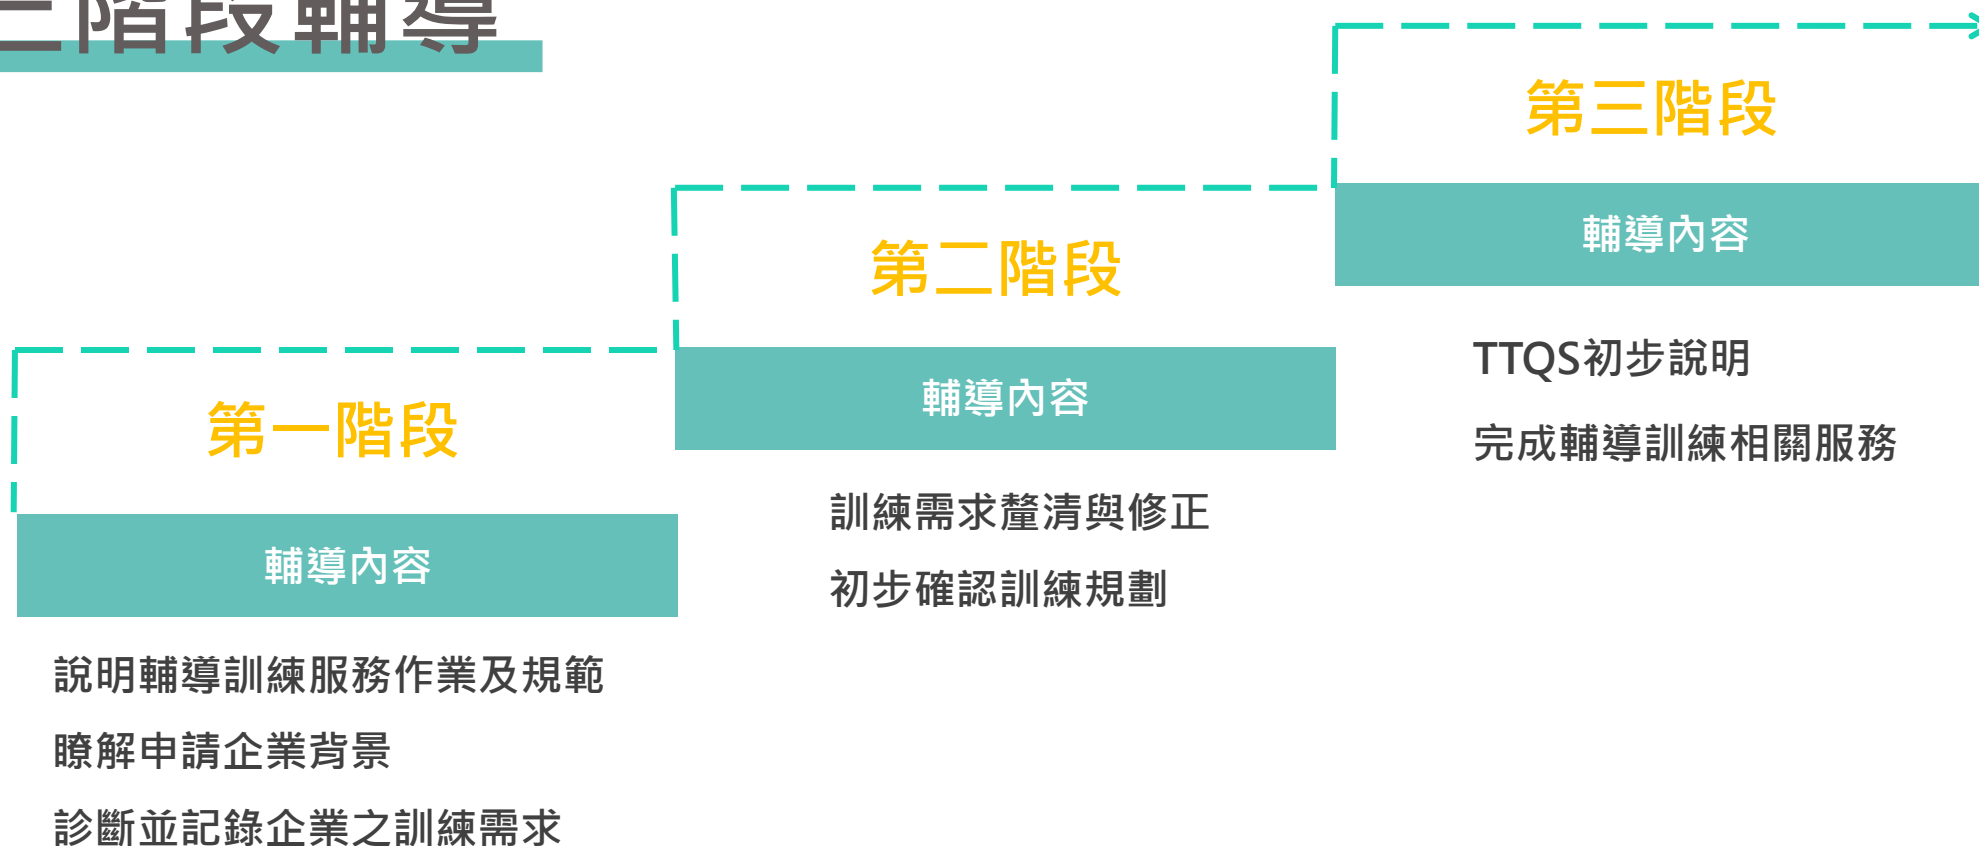 三階段輔導
第一階段
輔導內容
說明輔導訓練服務作業及規範
瞭解申請企業背景
診斷並記錄企業之訓練需求
第二階段
輔導內容
訓練需求釐清與修正
初步確認訓練規劃
第三階段
輔導內容
TTQS初步說明
完成輔導訓練相關服務